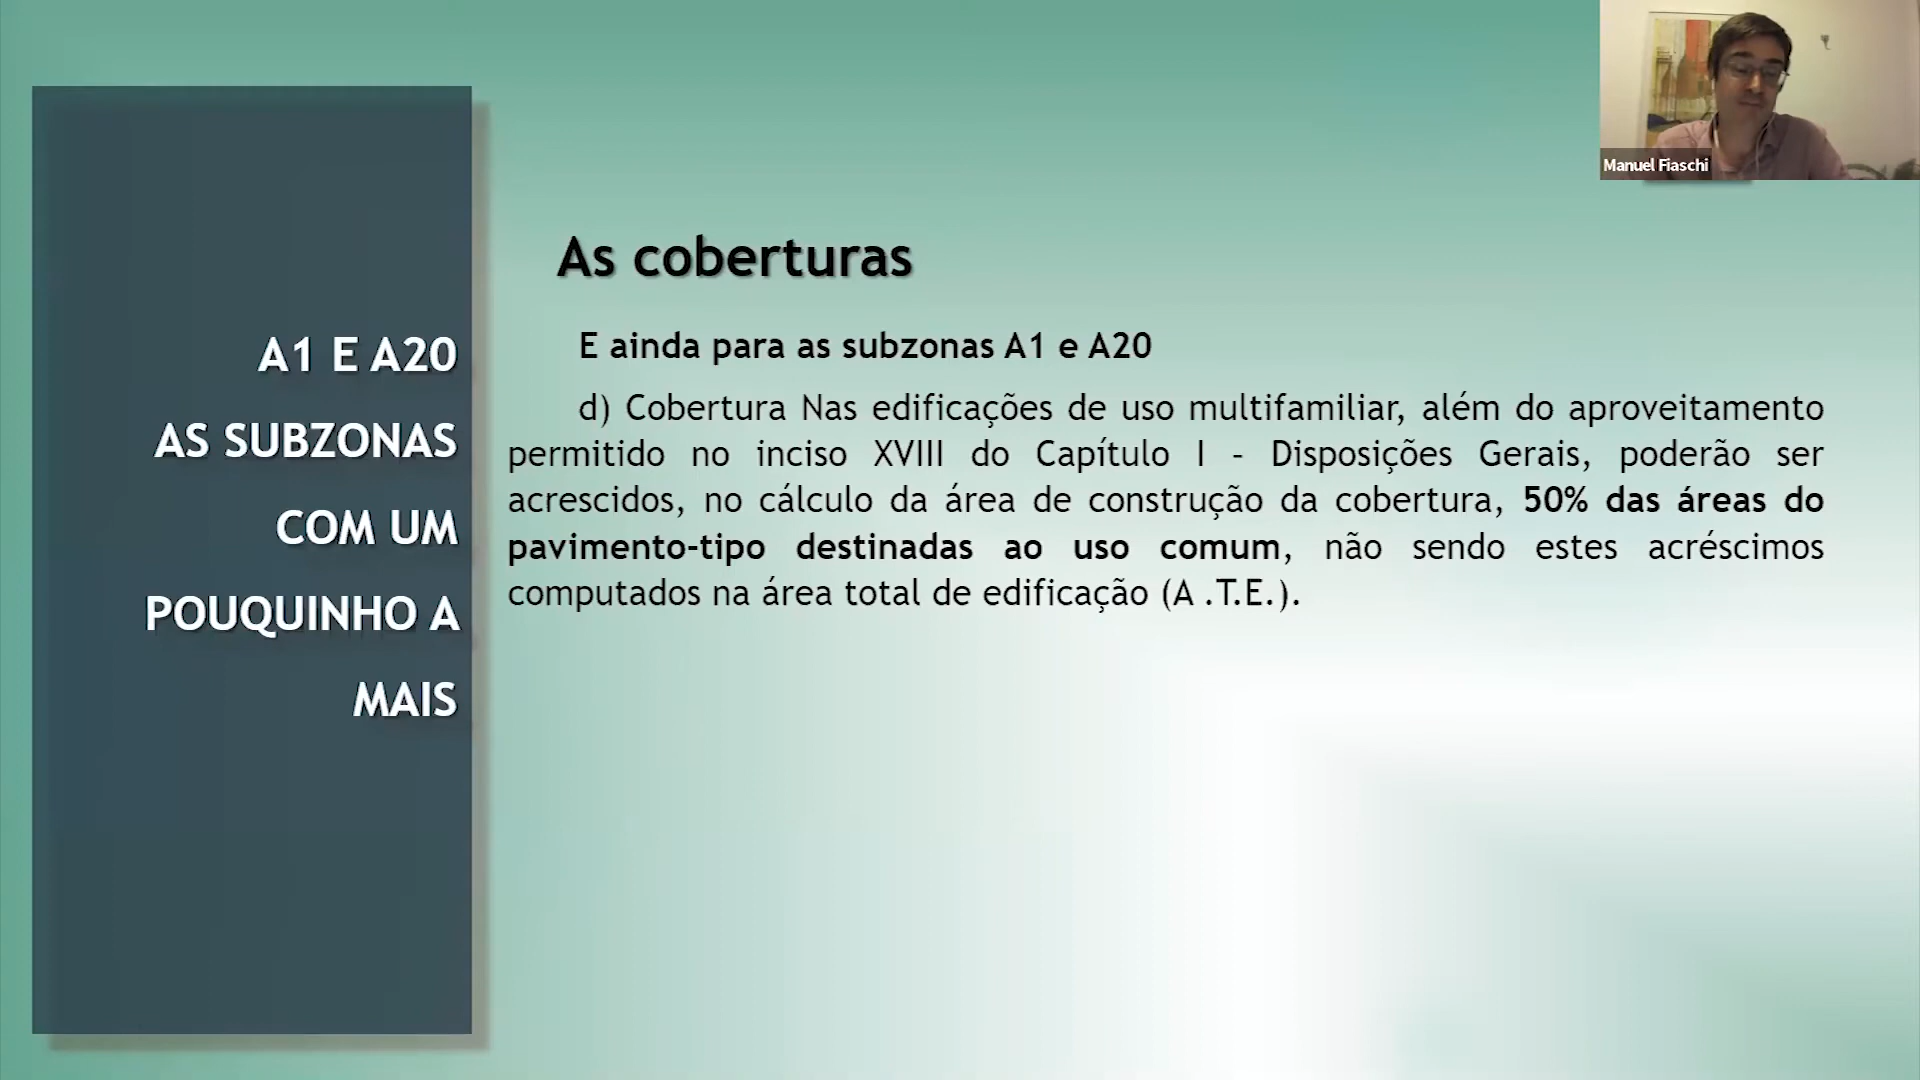 Manuel Fiaschi
A1 E A20
AS SUBZONAS
COM UM
POUQUINHO A
MAIS
As coberturas
E ainda para as subzonas A1 e A20
d) Cobertura Nas edificações de uso multifamiliar, além do aproveitamento
permitido no inciso XVIII do Capítulo I – Disposições Gerais, poderão ser
acrescidos, no cálculo da área de construção da cobertura, 50% das áreas do
pavimento-tipo destinadas ao uso comum, não sendo estes acréscimos
computados na área total de edificação (A .T.E.).